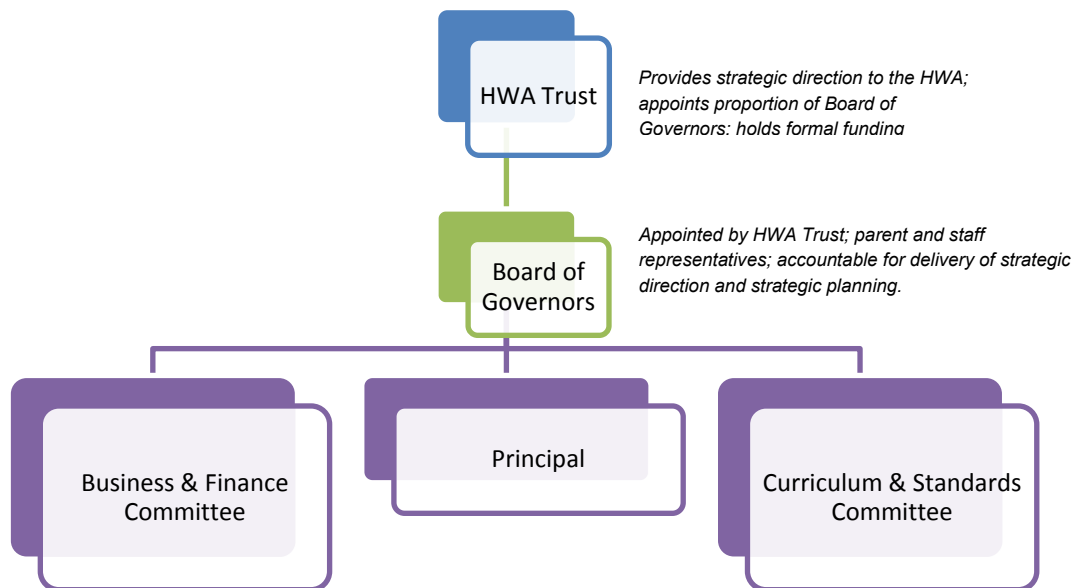 HWA Trust
Provides strategic direction to the HWA;
appoints proportion of Board of
Governors: holds formal funding
Board of
Governors
Appointed by HWA Trust; parent and staff
representatives; accountable for delivery of strategic
direction and strategic planning.
Business & Finance
Committee
Principal
Curriculum & Standards
Committee